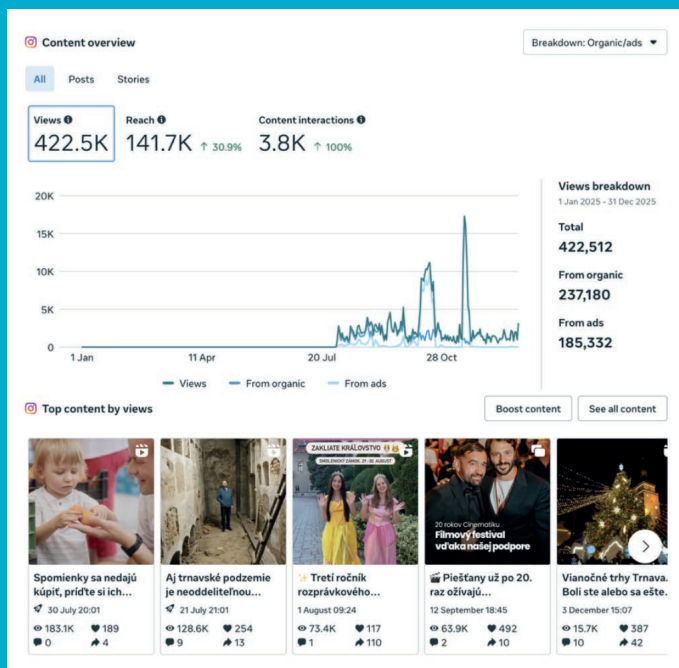 Content overview
Breakdown: Organic/ads
All Posts Stories
Views Reach Content interactions
422.5K 141.7K ↑ 30.9% 3.8K ↑ 100%
20K
15K
10K
5K
0
1 Jan 11 Apr 20 Jul 28 Oct
Views From organic From ads
Views breakdown
1 Jan 2025 - 31 Dec 2025
Total
422,512
From organic
237,180
From ads
185,332
Top content by views
Boost content See all content
Spomienky sa nedajú
kúpiť, príďte si ich...
30 July 20:01
183.1K 189
0 4
Aj trnavské podzemie
je neoddeliteľnou...
21 July 21:01
128.6K 254
9 13
ZAKLIATE KRÁĽOVSTVO
SMOLENICKÝ ZÁMOK, 27.-31. AUGUST
✨ Tretí ročník
rozprávkového...
1 August 09:24
73.4K 117
1 110
20 rokov Cinematiku
Filmový festival
vďaka našej podpore
🎬 Piešťany už po 20.
raz ožívajú...
12 September 18:45
63.9K 492
2 10
Vianočné trhy Trnava.
Boli ste alebo sa ešte.
3 December 15:07
15.7K 387
10 42